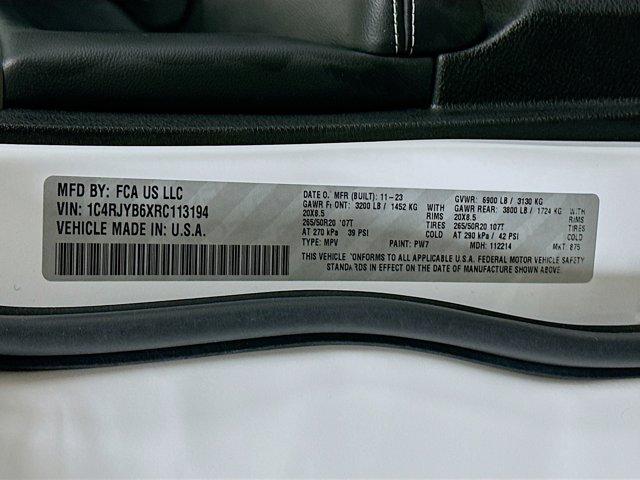 MFD BY: FCA US LLC
VIN: 1C4RJYB6XRC113194
VEHICLE MADE IN: U.S.A.
DATE O. MFR (BUILT): 11-23 GVWR: 6900 LB / 3130 KG
GAWR F: ONT: 3200 LB / 1452 KG WITH GAWR REAR: 3800 LB / 1724 KG WITH
20X8.5 RIMS 20X8.5 RIMS
265/50R20 '07T TIRES 265/50R20 107T TIRES
AT 270 kPa 39 PSI COLD AT 290 kPa / 42 PSI COLD
TYPE: MPV PAINT: PW7 MDH: 112214 MKT 875
THIS VEHICLE 'ONFORMS TO ALL APPLICABLE U.S.A. FEDERAL MOTOR VEHICLE SAFETY
STANDARDS IN EFFECT ON THE DATE OF MANUFACTURE SHOWN ABOVE.